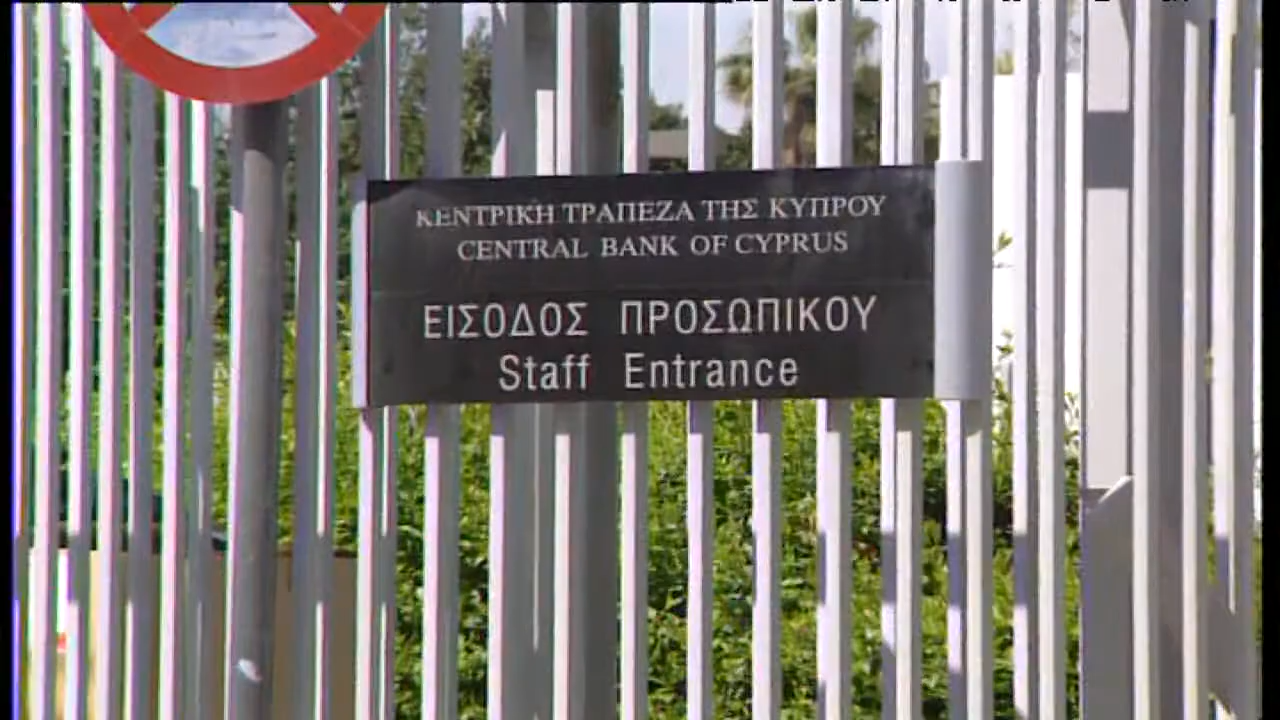 ΚΕΝΤΡΙΚΗ ΤΡΑΠΕΖΑ ΤΗΣ ΚΥΠΡΟΥ
CENTRAL BANK OF CYPRUS
ΕΙΣΟΔΟΣ ΠΡΟΣΩΠΙΚΟΥ
Staff Entrance